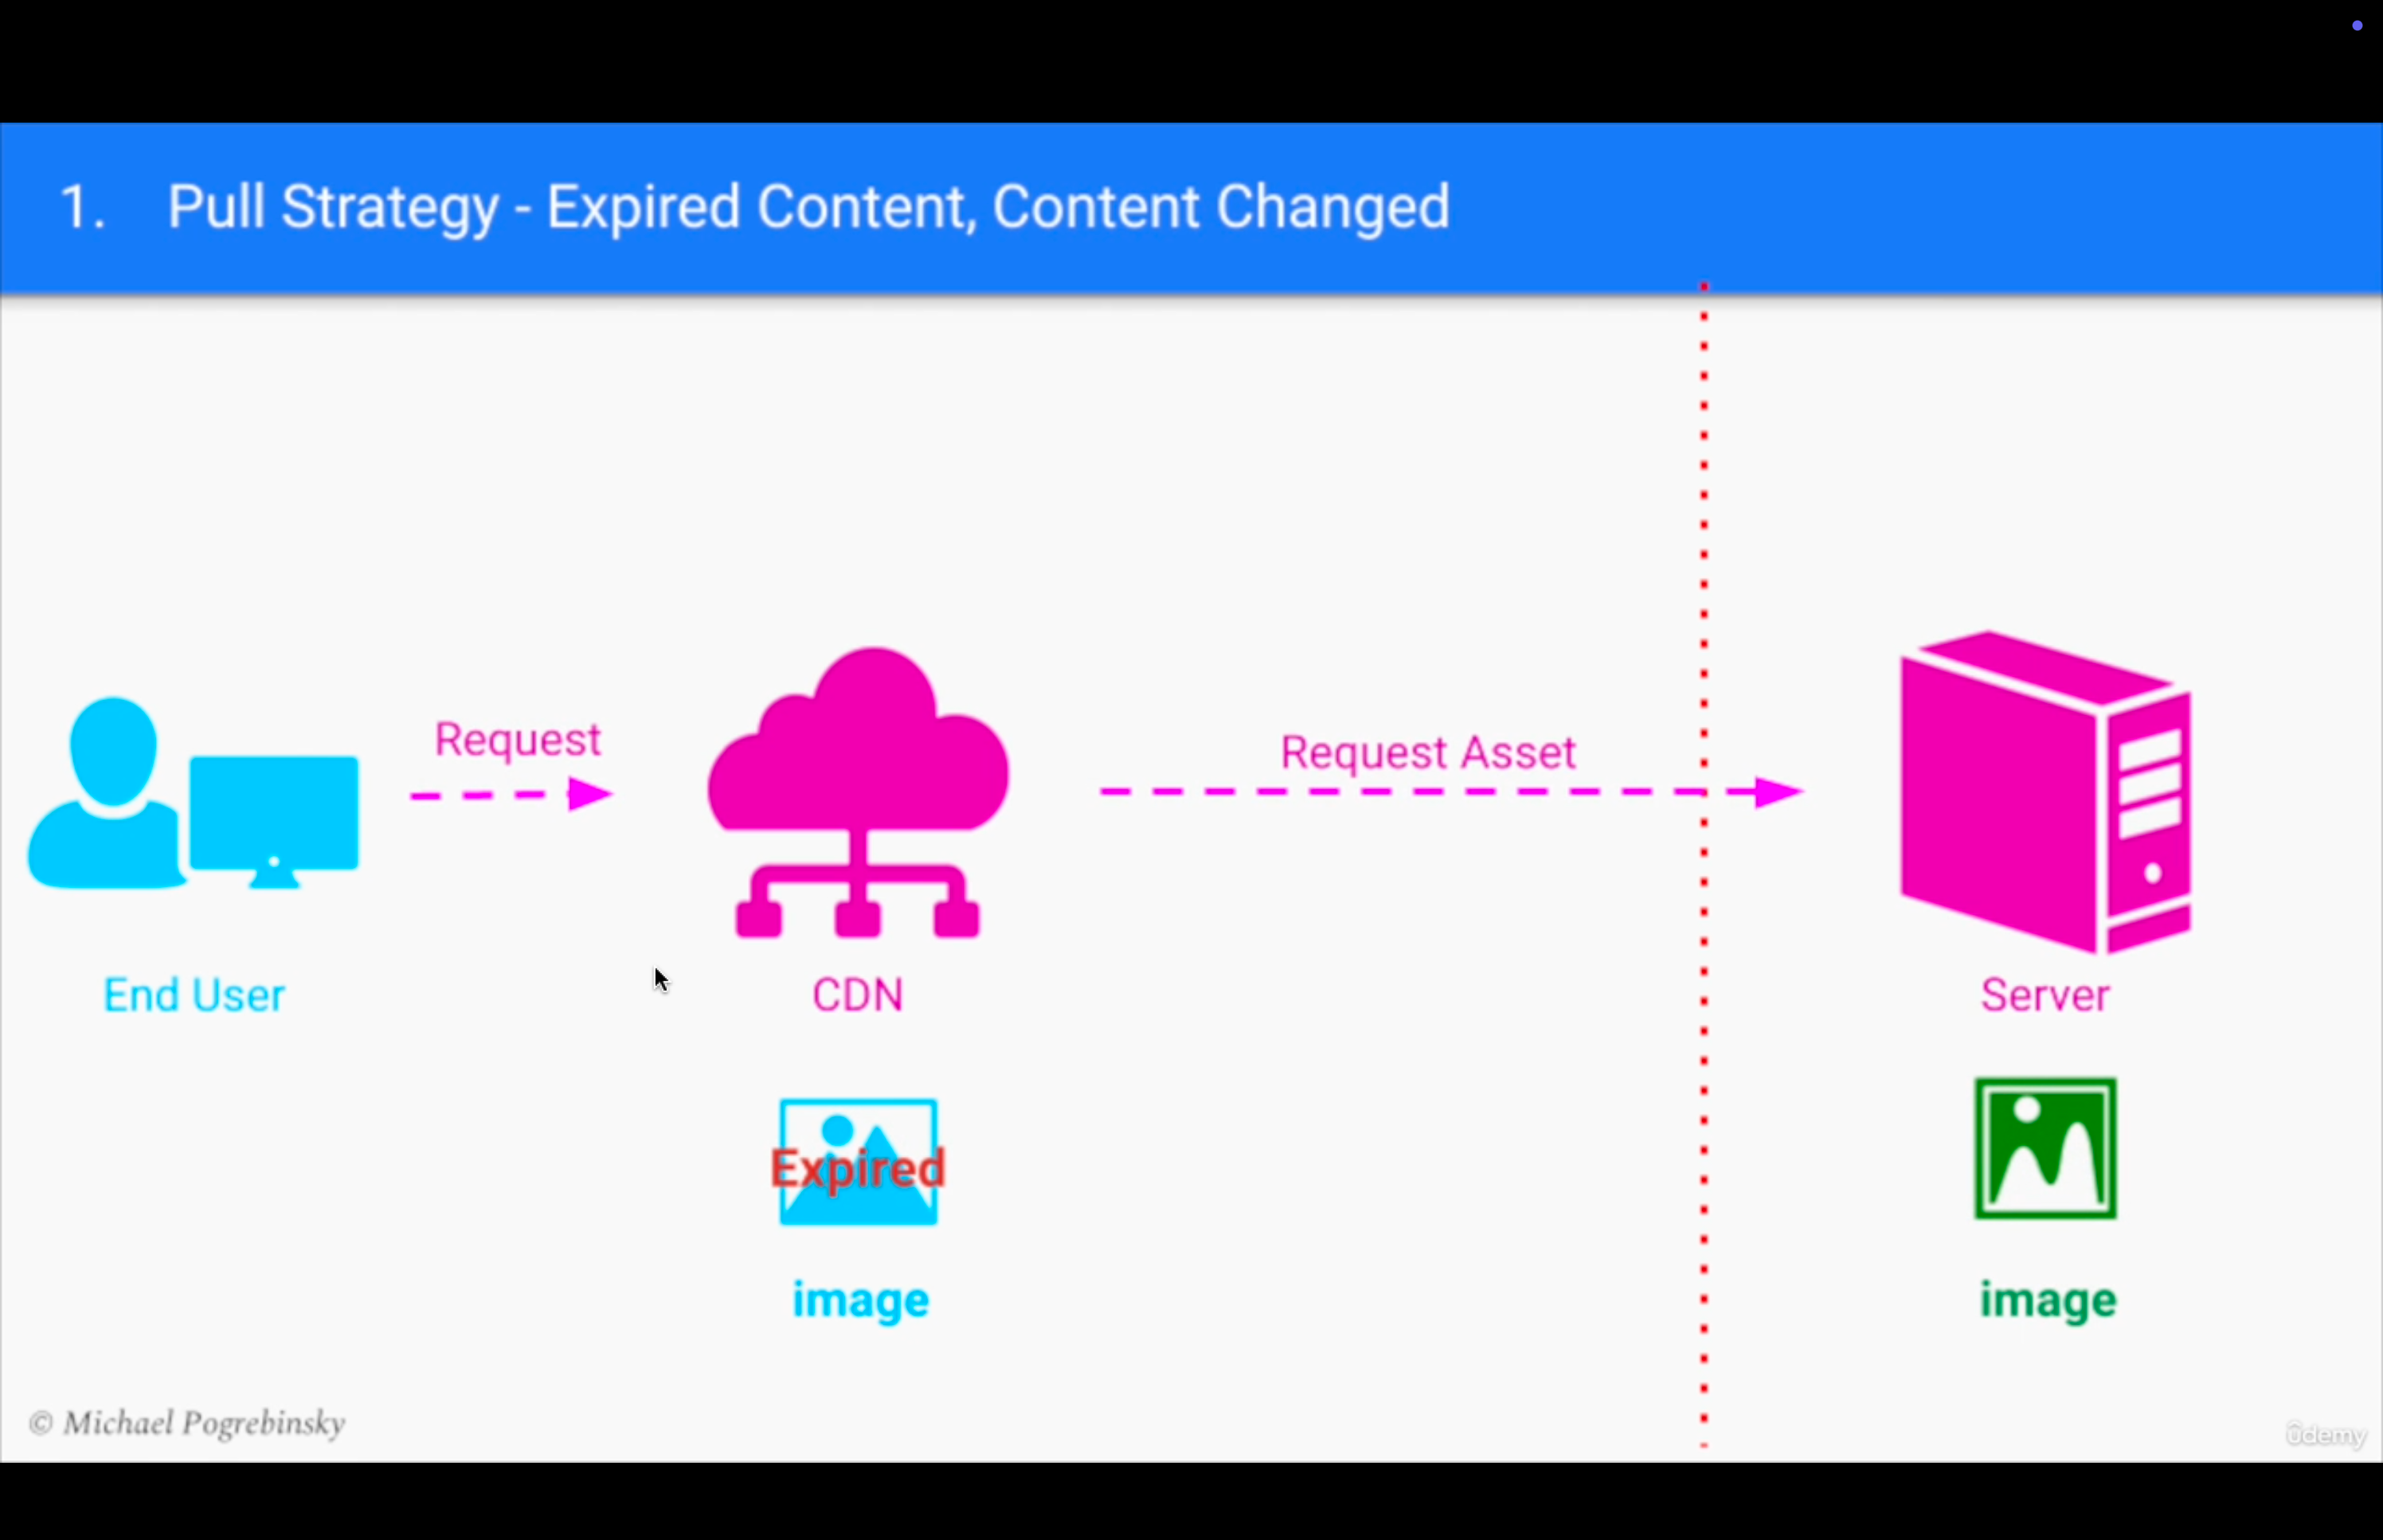 1. Pull Strategy - Expired Content, Content Changed
Request
Request Asset
End User
CDN
Server
Expired
image
image
© Michael Pogrebinsky
ûdemy